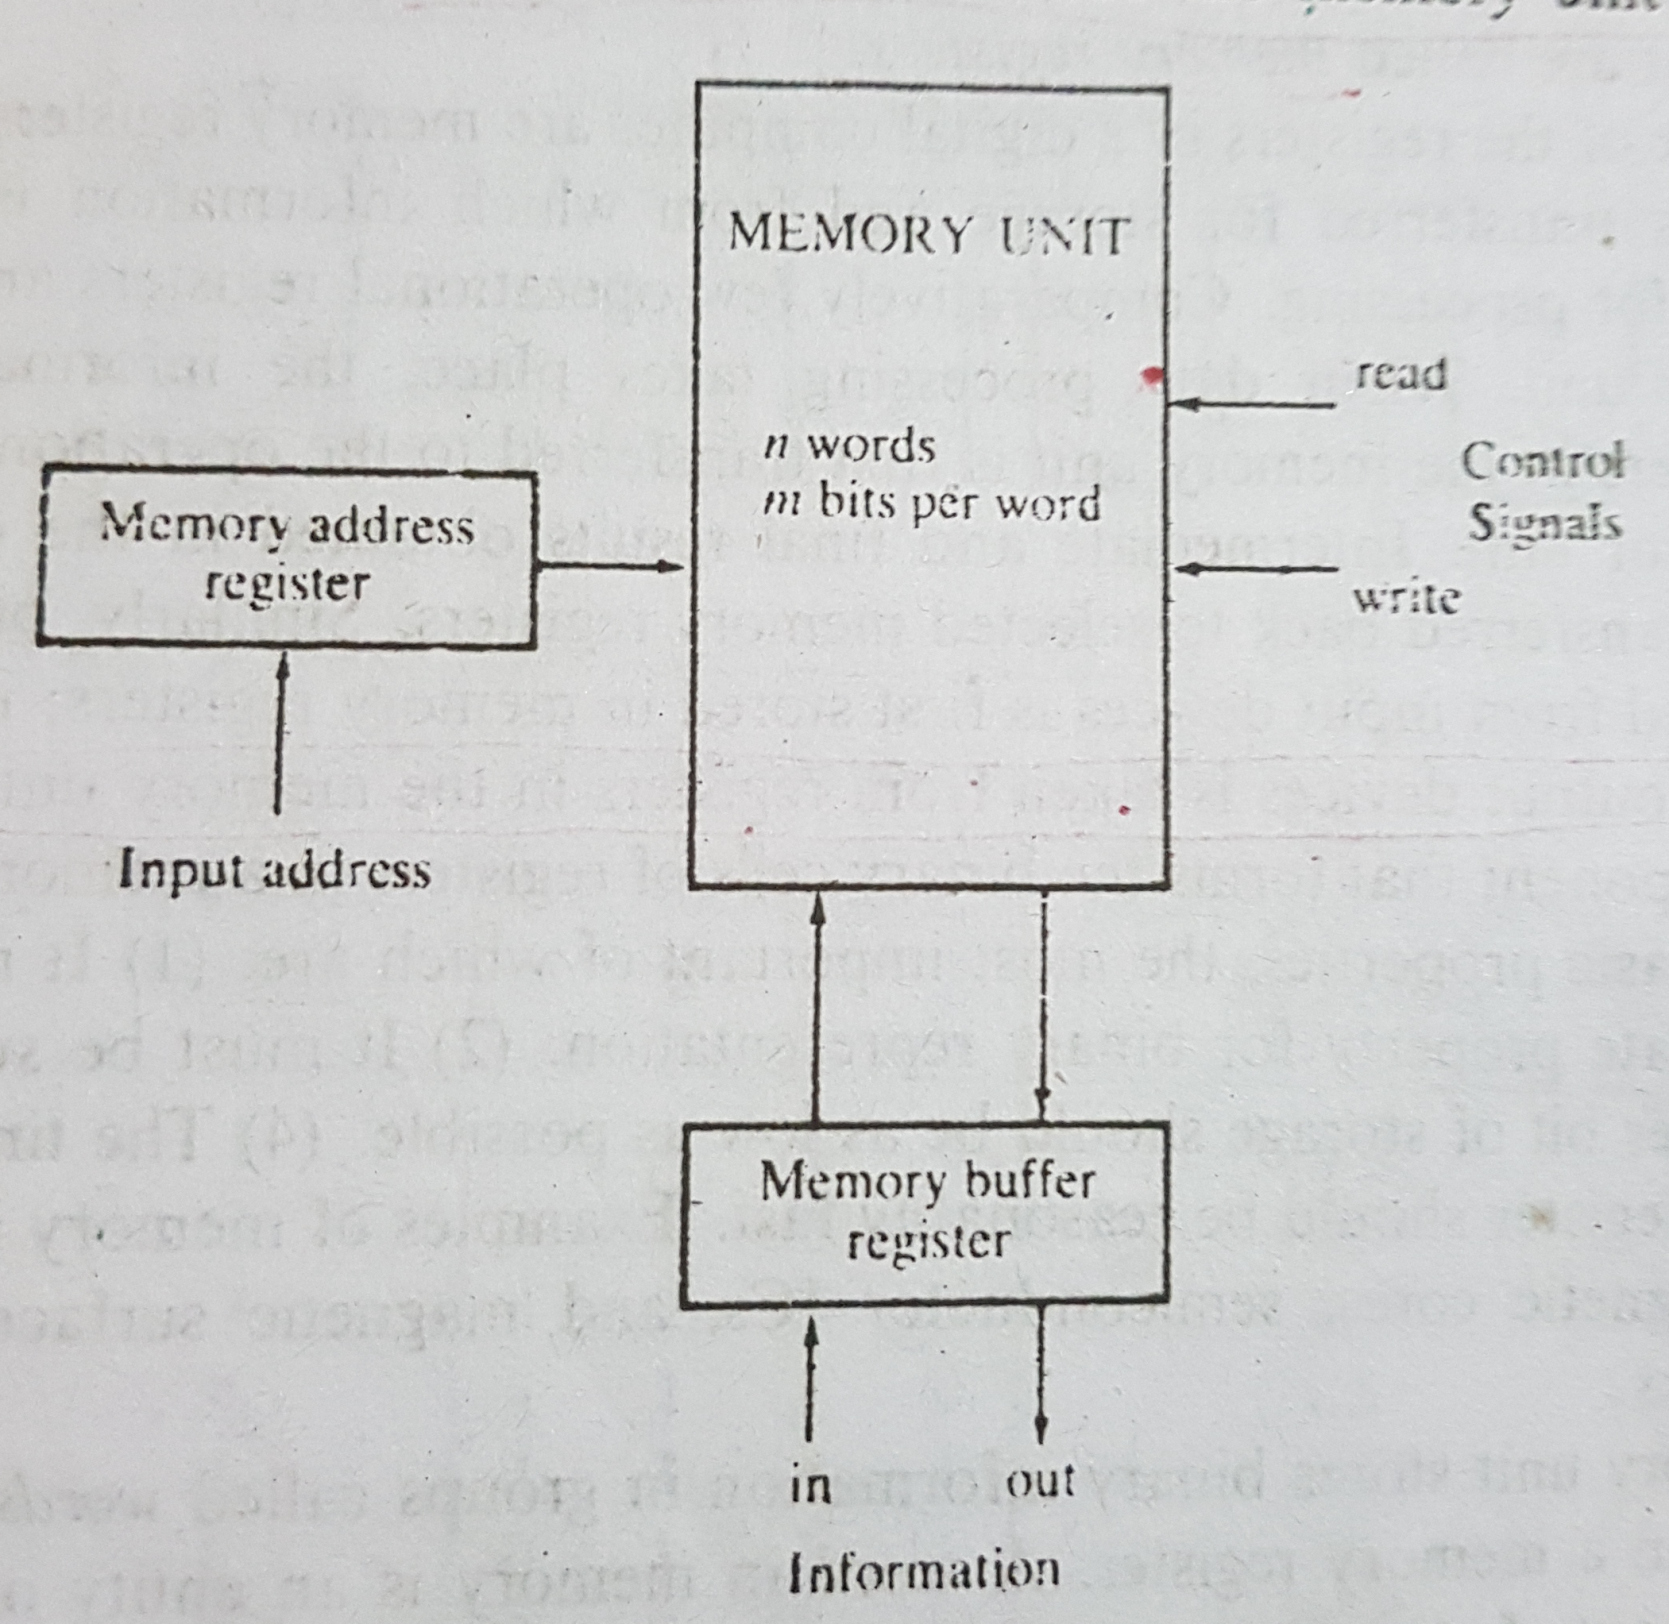 MEMORY UNIT
n words
m bits per word
read
Control
Signals
write
Memory address
register
Input address
Memory buffer
register
in out
Information